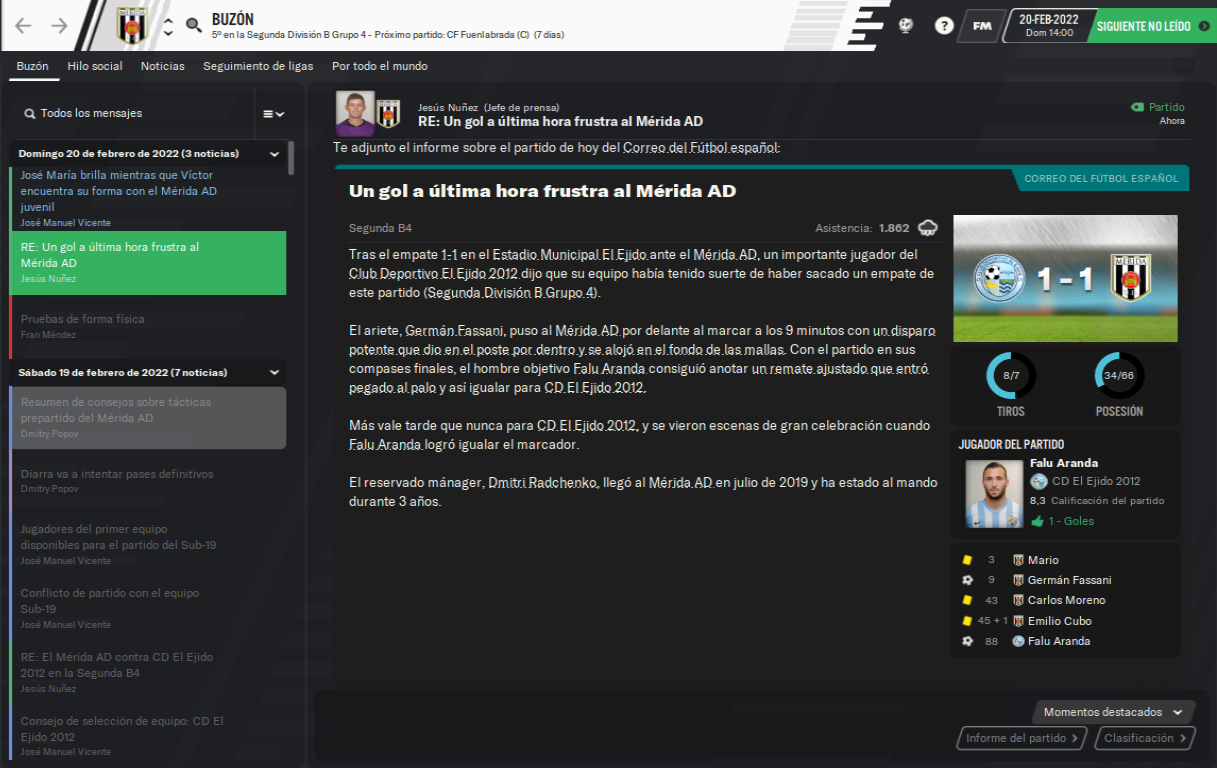 BUZÓN
5º en la Segunda División B Grupo 4 - Próximo partido: CF Fuenlabrada (C) (7 días)
?
FM
20-FEB-2022
Dom 14:00
SIGUIENTE NO LEÍDO
Buzón
Hilo social
Noticias
Seguimiento de ligas
Por todo el mundo
Todos los mensajes
Domingo 20 de febrero de 2022 (3 noticias)
José María brilla mientras que Víctor
encuentra su forma con el Mérida AD
juvenil
José Manuel Vicente
RE: Un gol a última hora frustra al
Mérida AD
Jesús Nuñez
Pruebas de forma física
Fran Méndez
Sábado 19 de febrero de 2022 (7 noticias)
Resumen de consejos sobre tácticas
prepartido del Mérida AD
Dmitry Popov
Diarra va a intentar pases definitivos
Dmitry Popov
Jugadores del primer equipo
disponibles para el partido del Sub-19
José Manuel Vicente
Conflicto de partido con el equipo
Sub-19
José Manuel Vicente
RE: El Mérida AD contra CD El Ejido
2012 en la Segunda B4
Jesús Nuñez
Consejo de selección de equipo: CD El
Ejido 2012
José Manuel Vicente
Jesús Nuñez (Jefe de prensa)
RE: Un gol a última hora frustra al Mérida AD
Partido
Ahora
Te adjunto el informe sobre el partido de hoy del Correo del Fútbol español:
CORREO DEL FÚTBOL ESPAÑOL
Un gol a última hora frustra al Mérida AD
Segunda B4
Asistencia: 1.862
Tras el empate 1-1 en el Estadio Municipal El Ejido ante el Mérida AD, un importante jugador del
Club Deportivo El Ejido 2012 dijo que su equipo había tenido suerte de haber sacado un empate de
este partido (Segunda División B Grupo 4).
El ariete, Germán Fassani, puso al Mérida AD por delante al marcar a los 9 minutos con un disparo
potente que dio en el poste por dentro y se alojó en el fondo de las mallas. Con el partido en sus
compases finales, el hombre objetivo Falu Aranda consiguió anotar un remate ajustado que entró
pegado al palo y así igualar para CD El Ejido 2012.
Más vale tarde que nunca para CD El Ejido 2012, y se vieron escenas de gran celebración cuando
Falu Aranda logró igualar el marcador.
El reservado mánager, Dmitri Radchenko, llegó al Mérida AD en julio de 2019 y ha estado al mando
durante 3 años.
1 - 1
MÉRIDA
8/7
TIROS
34/66
POSESIÓN
JUGADOR DEL PARTIDO
Falu Aranda
CD El Ejido 2012
8,3 Calificación del partido
1 - Goles
3 Mario
9 Germán Fassani
43 Carlos Moreno
45 + 1 Emilio Cubo
88 Falu Aranda
Momentos destacados
Informe del partido
Clasificación